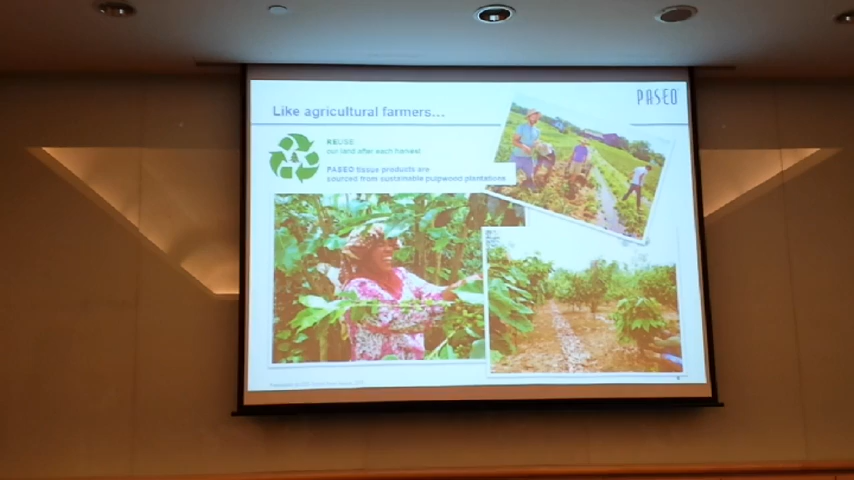 PASEO
Like agricultural farmers...
REUSE
our land after each harvest
PASEO tissue products are
sourced from sustainable pulpwood plantations